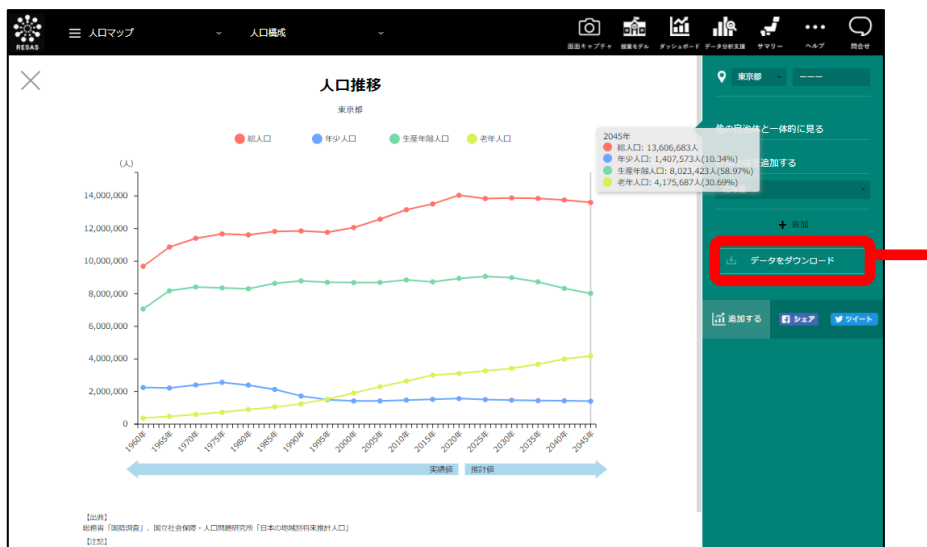 RESAS
人口マップ
人口構成
画面キャプチャ
授業モデル
ダッシュボード
データ分析支援
サマリー
ヘルプ
問合せ
人口推移
東京都
総人口
年少人口
生産年齢人口
老年人口
(人)
14,000,000
12,000,000
10,000,000
8,000,000
6,000,000
4,000,000
2,000,000
0
1960年
1965年
1970年
1975年
1980年
1985年
1990年
1995年
2000年
2005年
2010年
2015年
2020年
2025年
2030年
2035年
2040年
2045年
実績値
推計値
【出典】
総務省「国勢調査」、国立社会保障・人口問題研究所「日本の地域別将来推計人口」
【注記】
2045年
総人口: 13,606,683人
年少人口: 1,407,573人(10.34%)
生産年齢人口: 8,023,423人(58.97%)
老年人口: 4,175,687人(30.69%)
東京都
ーーー
他の自治体と一体的に見る
追加する
+ 追加
データをダウンロード
追加する
シェア
ツイート